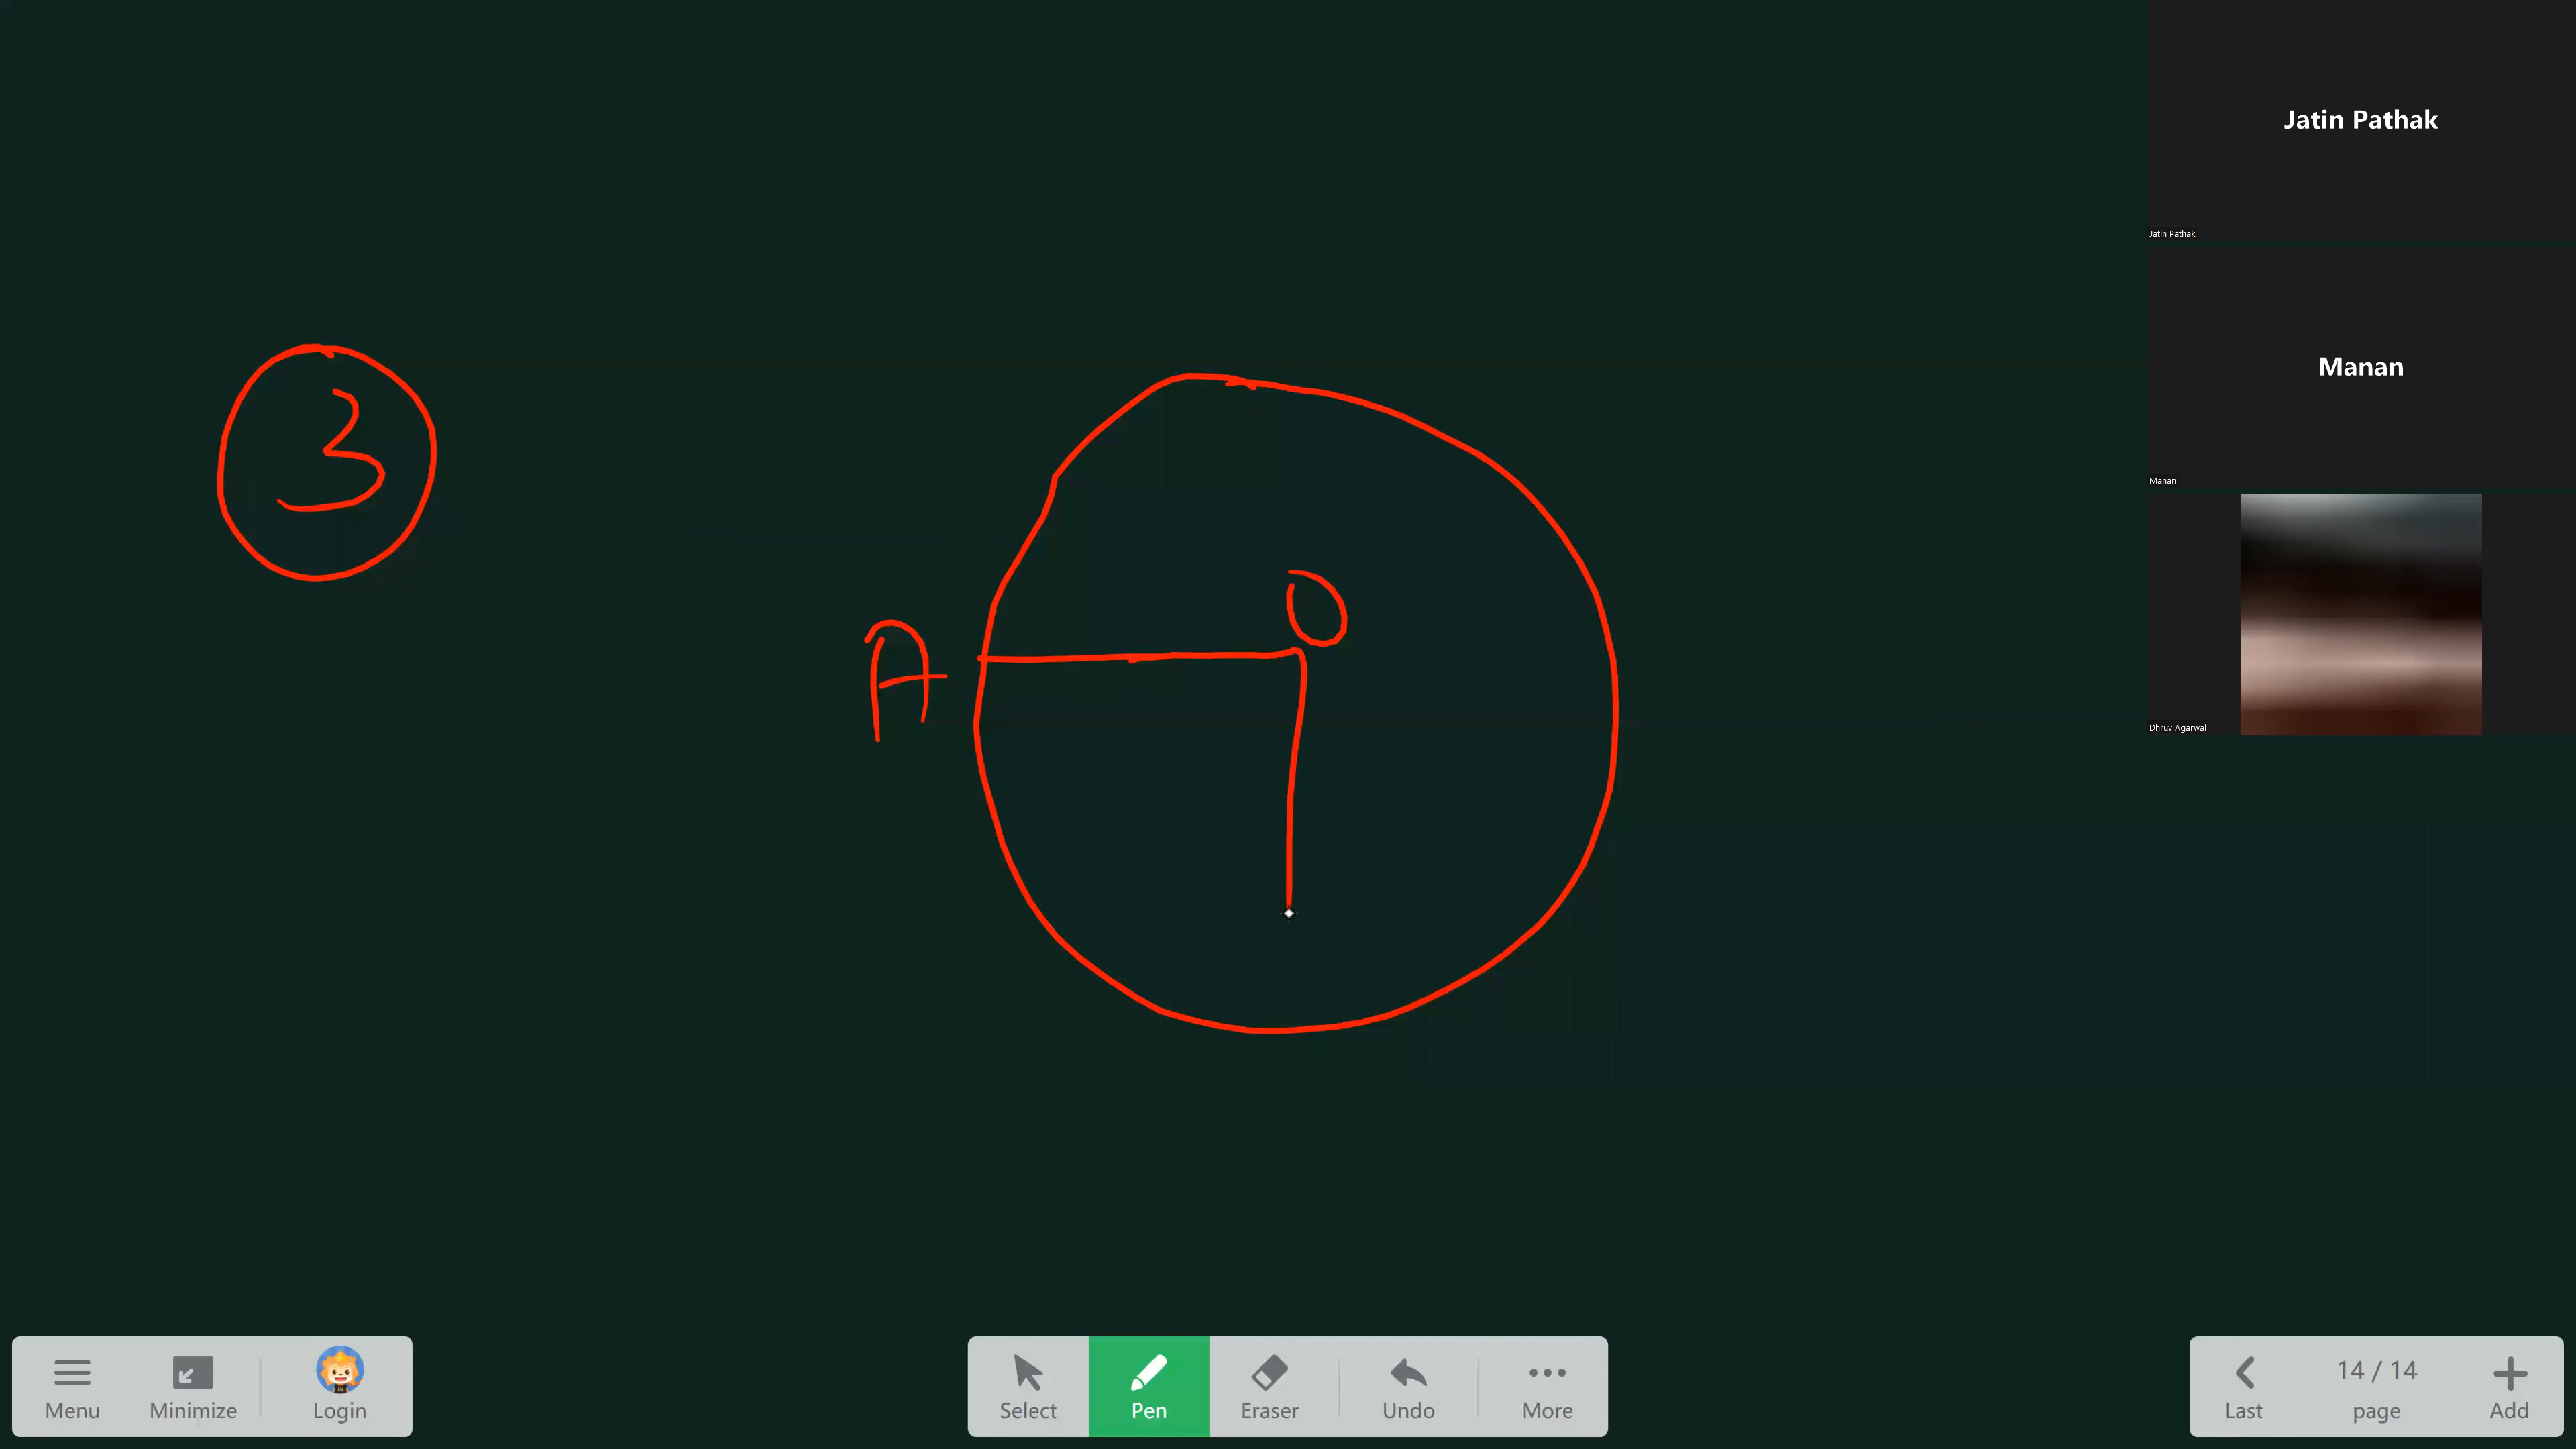 Jatin Pathak
Jatin Pathak
3
Manan
Manan
O
A
Dhruv Agarwal
Menu Minimize Login
Select Pen Eraser Undo More
Last 14 / 14 page Add